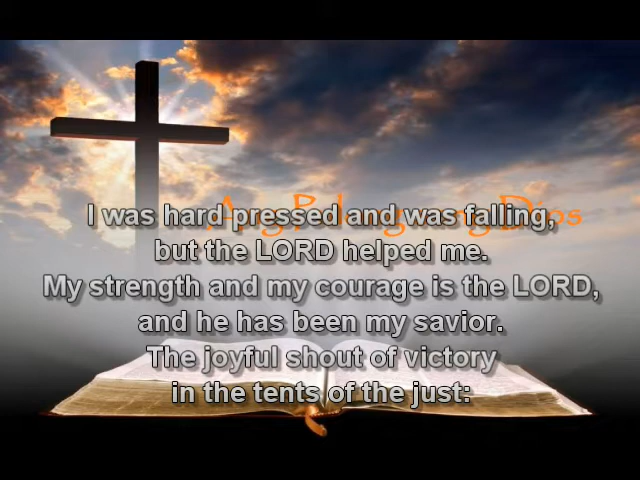 I was hard pressed and was falling,
but the LORD helped me.
My strength and my courage is the LORD,
and he has been my savior.
The joyful shout of victory
in the tents of the just:
Dios